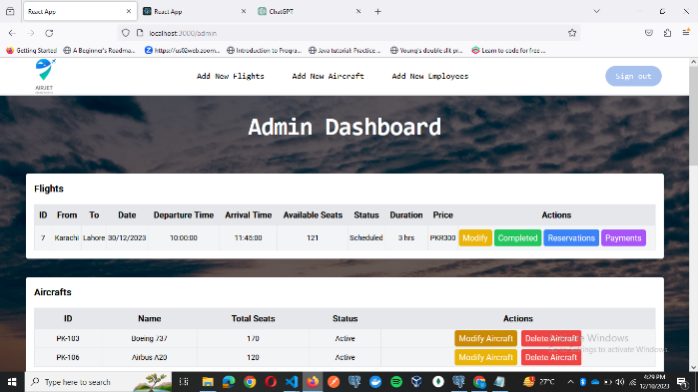 React App
React App
ChatGPT
localhost:3000/admin
Getting Started
A Beginner's Roadma...
https://us02web.zoom...
Introduction to Progra...
Java tutorial: Practice ...
Young's double slit pr...
Learn to code for free ...
AIRJET
Add New Flights
Add New Aircraft
Add New Employees
Sign out
Admin Dashboard
Flights
ID From To Date Departure Time Arrival Time Available Seats Status Duration Price Actions
7 Karachi Lahore 30/12/2023 10:00:00 11:45:00 121 Scheduled 3 hrs PKR300 Modify Completed Reservations Payments
Aircrafts
ID Name Total Seats Status Actions
PK-103 Boeing 737 170 Active Modify Aircraft Delete Aircraft
PK-106 Airbus A20 120 Active Modify Aircraft Delete Aircraft
Windows
to activate Windows.
Type here to search
27°C
4:29 PM
12/10/2023